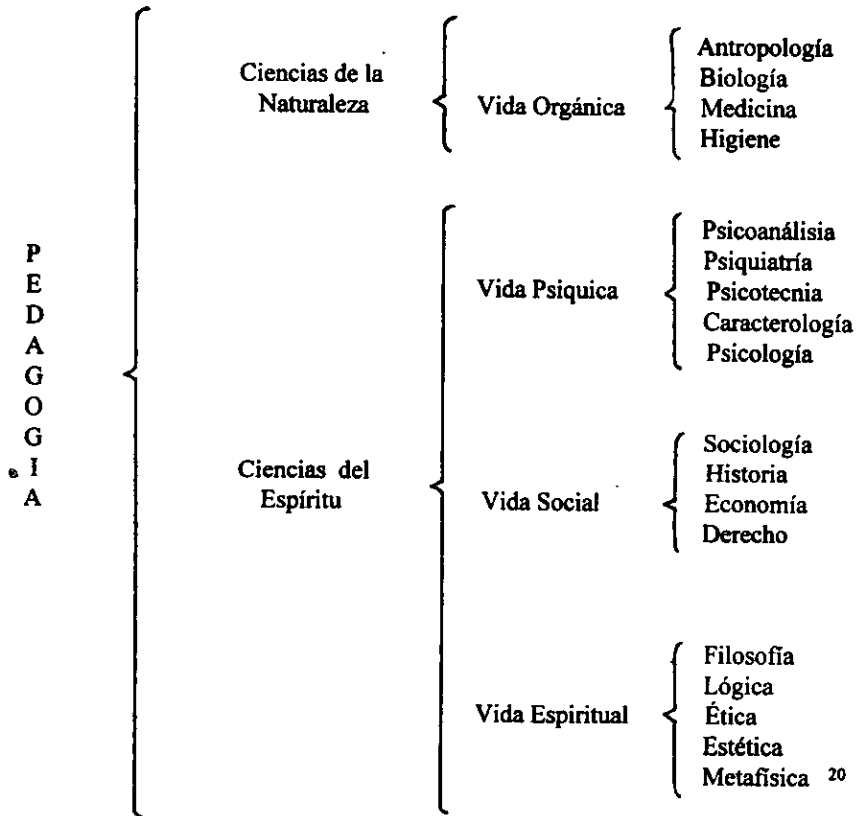 PEDAGOGIA
Ciencias de la
Naturaleza
Vida Orgánica
Antropología
Biología
Medicina
Higiene
Ciencias del
Espíritu
Vida Psiquica
Psicoanálisia
Psiquiatría
Psicotecnia
Caracterología
Psicología
Vida Social
Sociología
Historia
Economía
Derecho
Vida Espiritual
Filosofía
Lógica
Ética
Estética
Metafísica 20